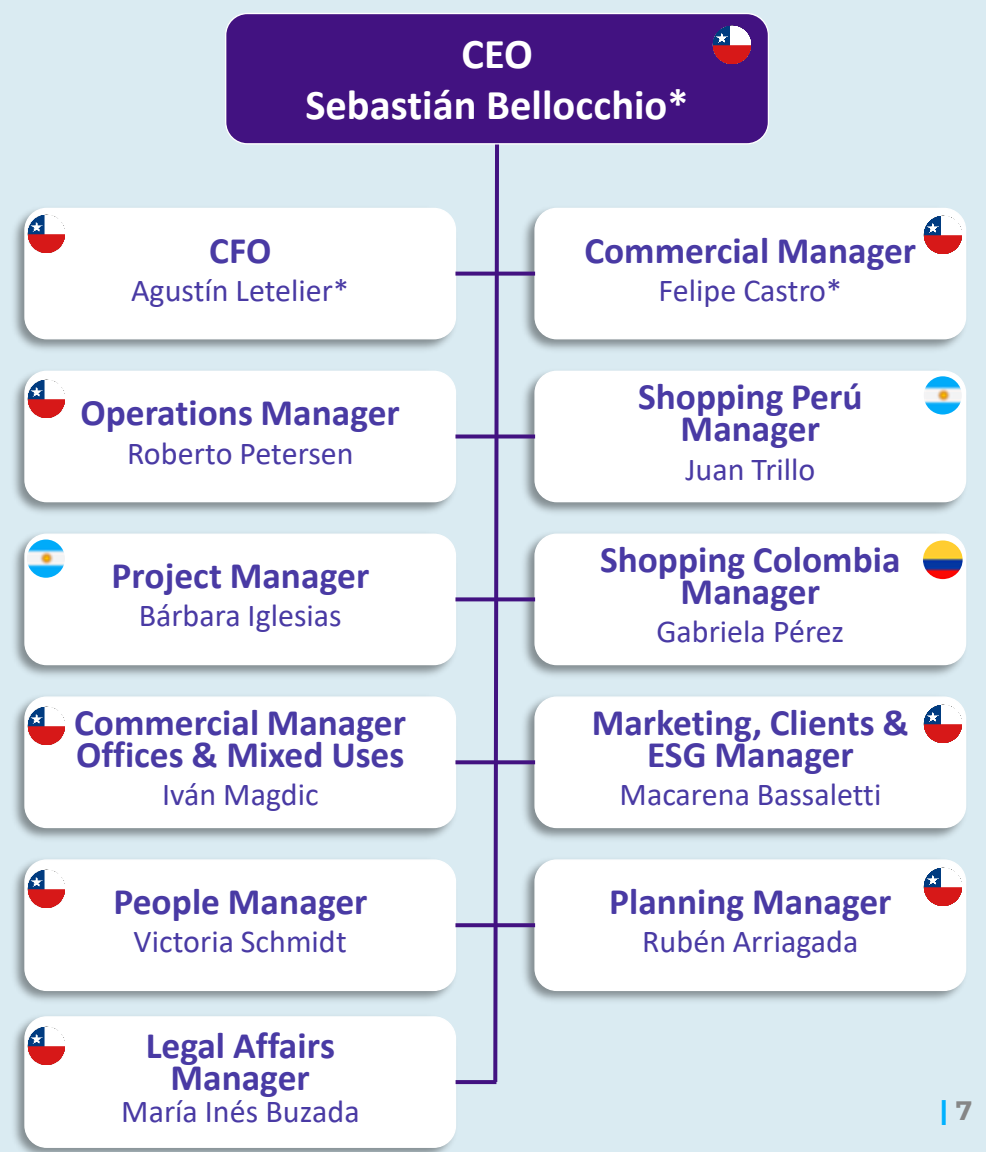 CEO
Sebastián Bellocchio*
CFO
Agustín Letelier*
Commercial Manager
Felipe Castro*
Operations Manager
Roberto Petersen
Shopping Perú
Manager
Juan Trillo
Project Manager
Bárbara Iglesias
Shopping Colombia
Manager
Gabriela Pérez
Commercial Manager
Offices & Mixed Uses
Iván Magdic
Marketing, Clients &
ESG Manager
Macarena Bassaletti
People Manager
Victoria Schmidt
Planning Manager
Rubén Arriagada
Legal Affairs
Manager
María Inés Buzada
| 7